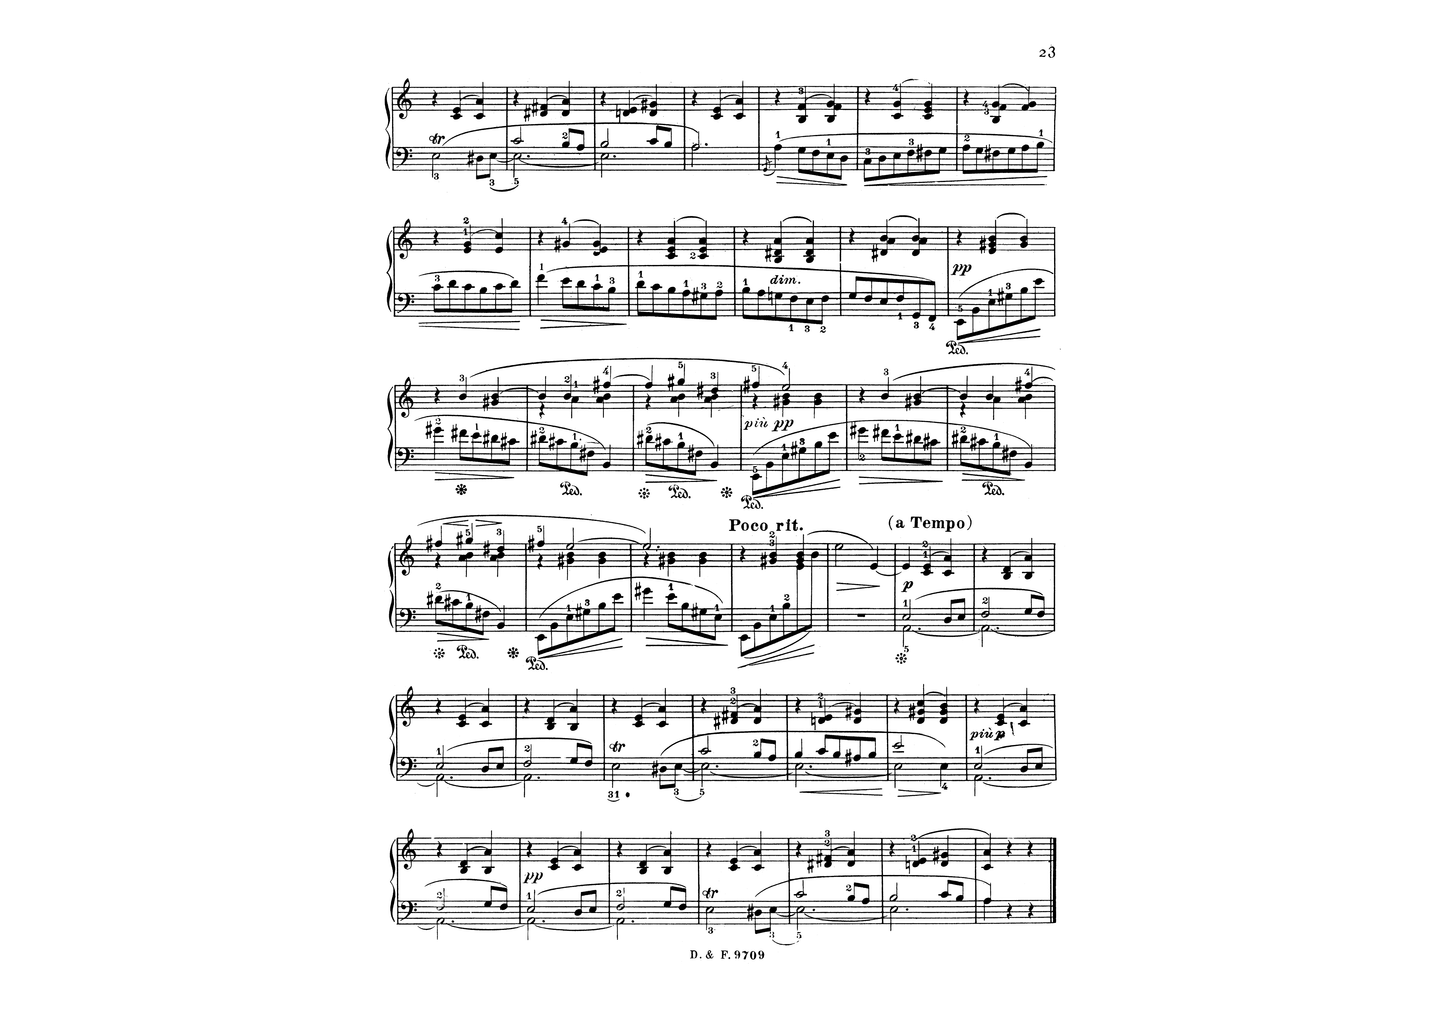 23
tr
dim.
pp
Ped.
Ped.
Ped.
più pp
Ped.
Ped.
Poco rit.
(a Tempo)
p
Ped.
Ped.
tr
più p
pp
tr
D. & F. 9709